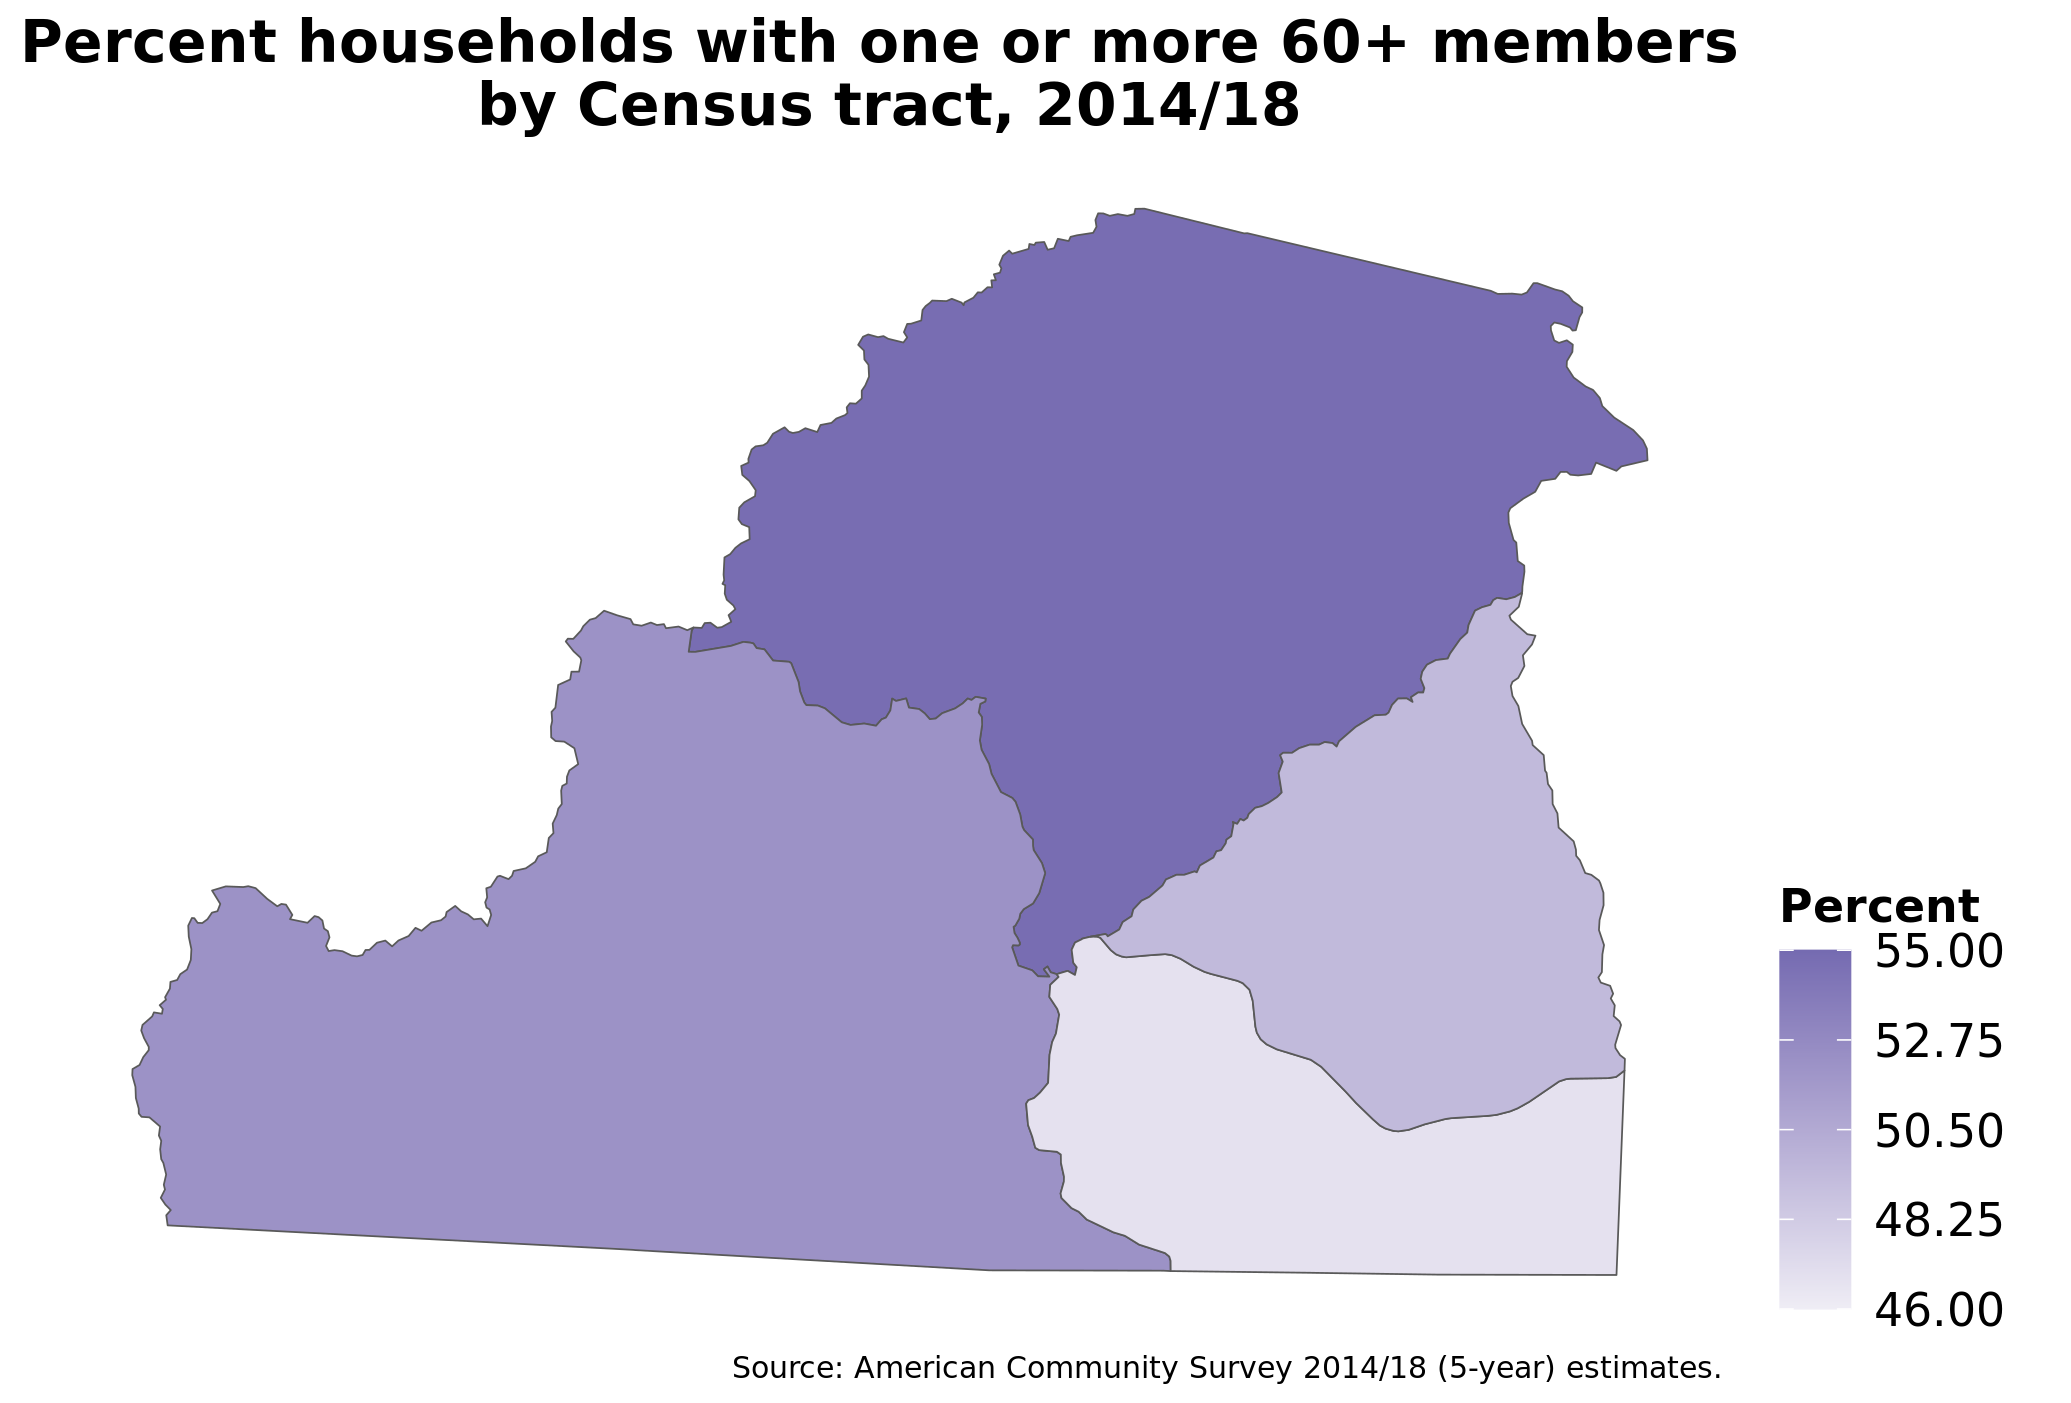 Percent households with one or more 60+ members
by Census tract, 2014/18
Percent
55.00
52.75
50.50
48.25
46.00
Source: American Community Survey 2014/18 (5-year) estimates.